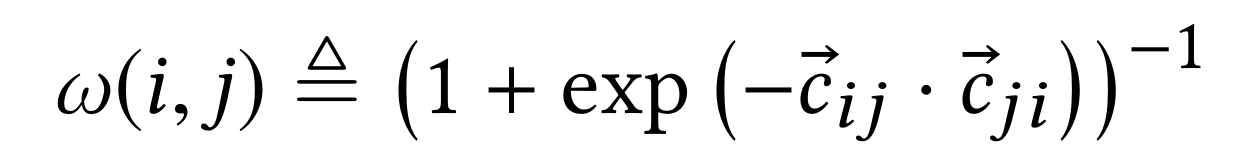 ω(i, j) ≜ (1 + exp (−c⃗_{ij} · c⃗_{ji}))^{−1}